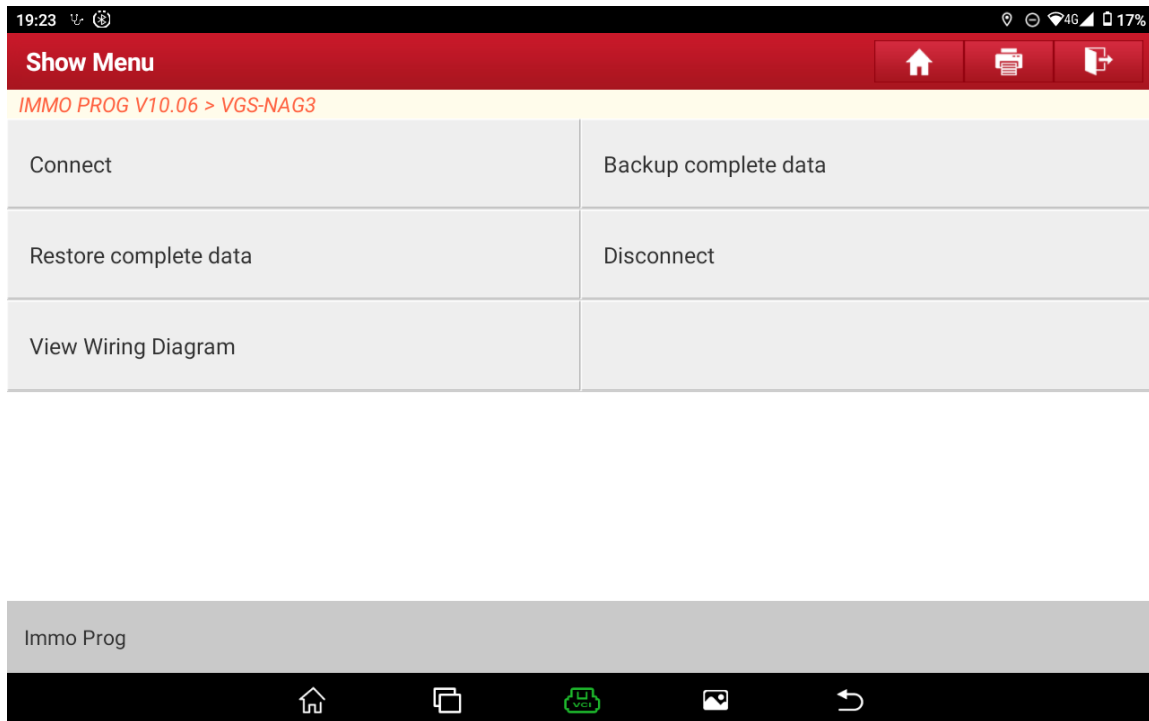 19:23 4G 17%
Show Menu
IMMO PROG V10.06 > VGS-NAG3
Connect Backup complete data
Restore complete data Disconnect
View Wiring Diagram
Immo Prog
VCI